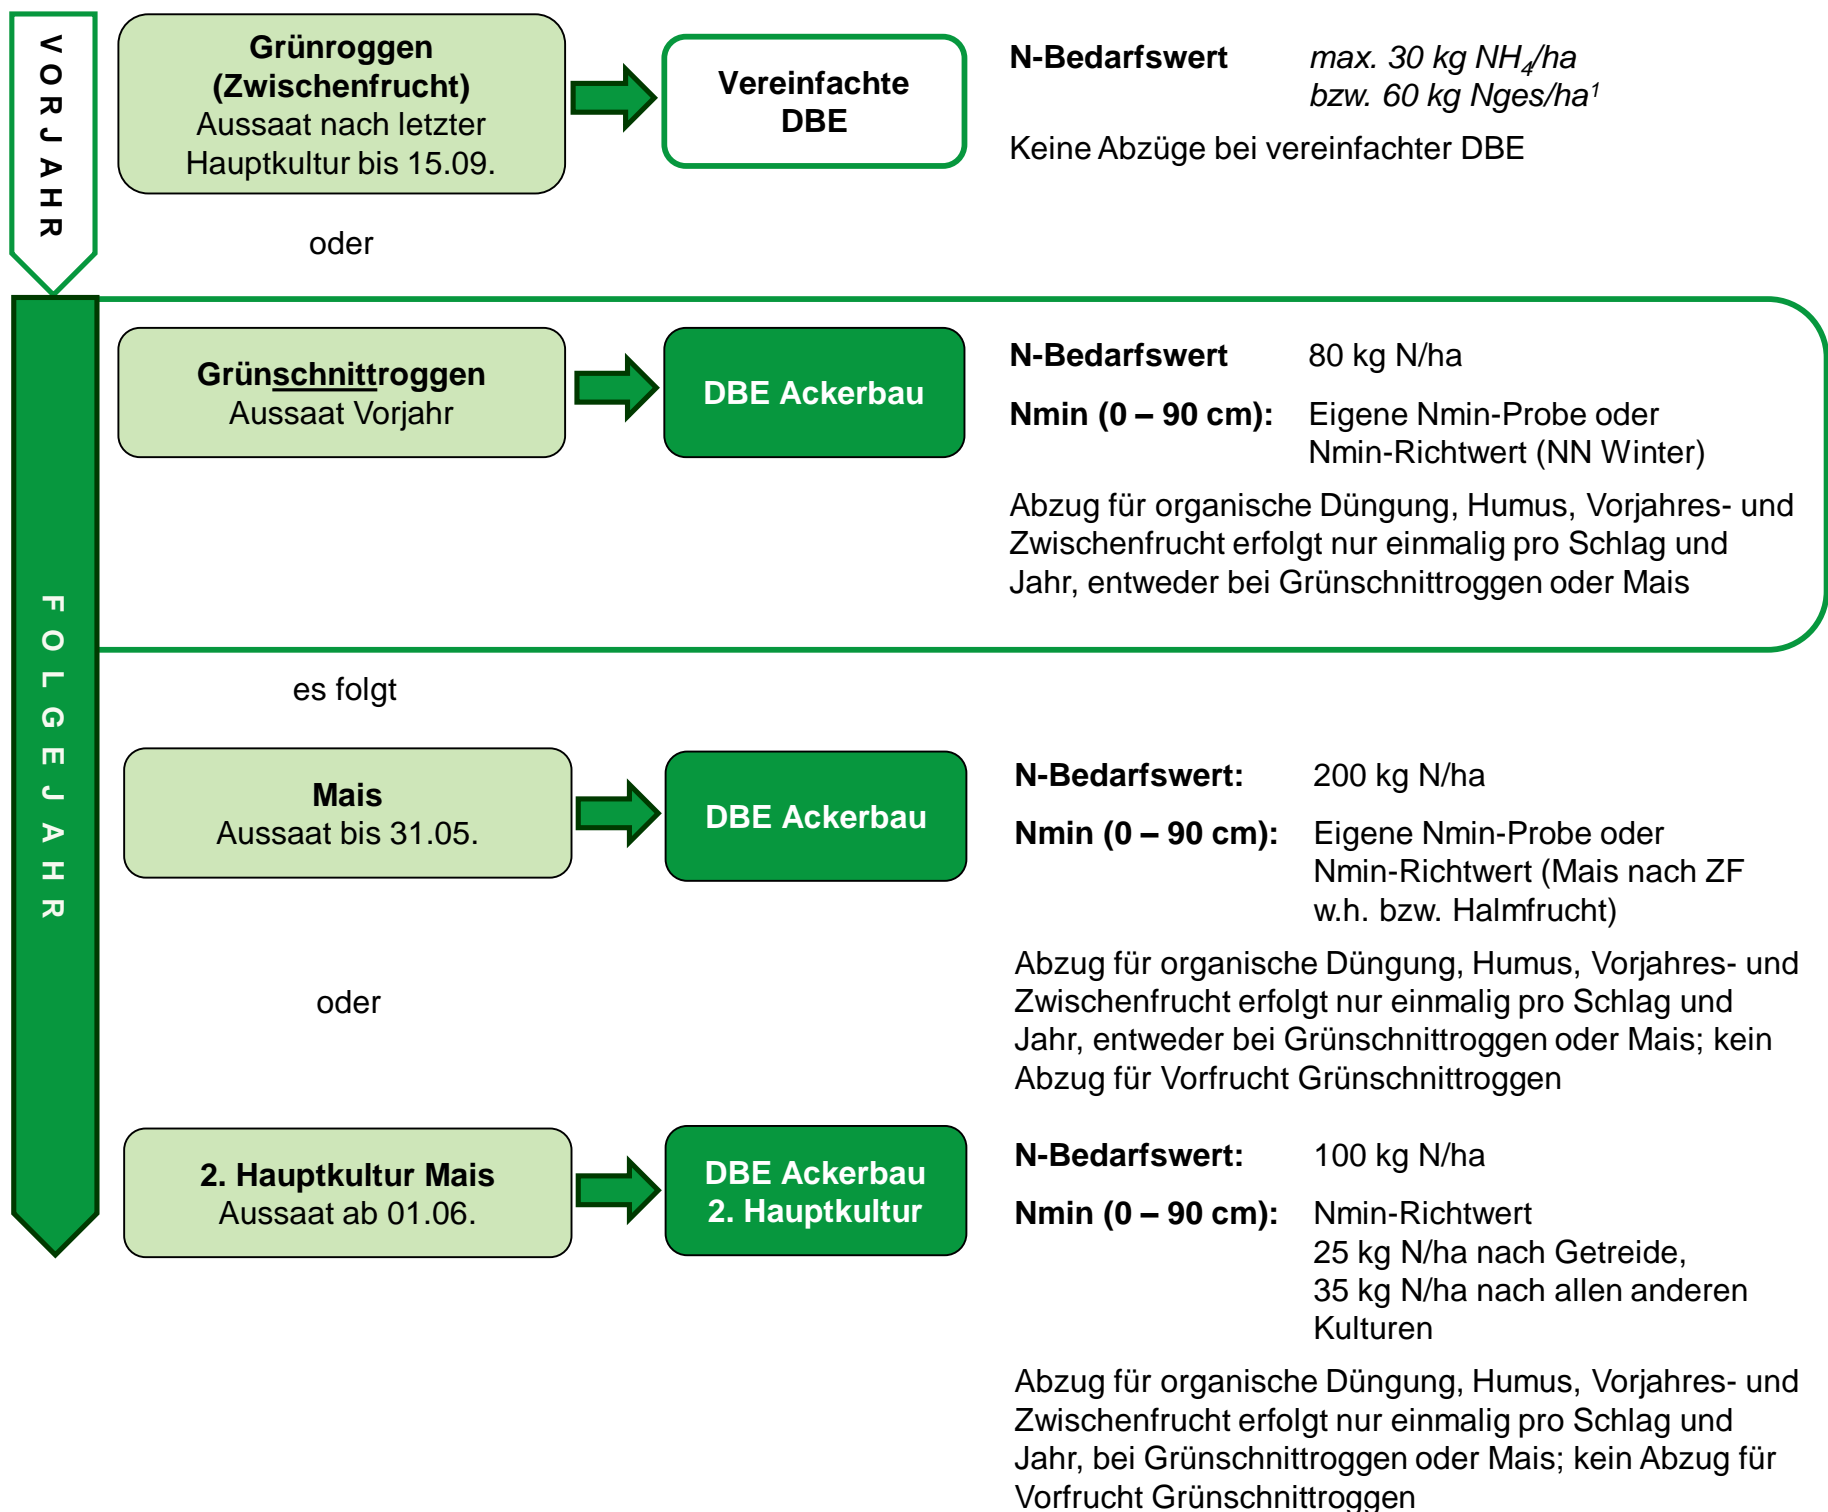 VORJAHR
Grünroggen
(Zwischenfrucht)
Aussaat nach letzter
Hauptkultur bis 15.09.
Vereinfachte
DBE
N-Bedarfswert max. 30 kg NH₄/ha
bzw. 60 kg Nges/ha¹
Keine Abzüge bei vereinfachter DBE
oder
FOLGEJAHR
Grünschnittroggen
Aussaat Vorjahr
DBE Ackerbau
N-Bedarfswert 80 kg N/ha
Nmin (0 – 90 cm): Eigene Nmin-Probe oder
Nmin-Richtwert (NN Winter)
Abzug für organische Düngung, Humus, Vorjahres- und
Zwischenfrucht erfolgt nur einmalig pro Schlag und
Jahr, entweder bei Grünschnittroggen oder Mais
es folgt
Mais
Aussaat bis 31.05.
DBE Ackerbau
N-Bedarfswert: 200 kg N/ha
Nmin (0 – 90 cm): Eigene Nmin-Probe oder
Nmin-Richtwert (Mais nach ZF
w.h. bzw. Halmfrucht)
Abzug für organische Düngung, Humus, Vorjahres- und
Zwischenfrucht erfolgt nur einmalig pro Schlag und
Jahr, entweder bei Grünschnittroggen oder Mais; kein
Abzug für Vorfrucht Grünschnittroggen
oder
2. Hauptkultur Mais
Aussaat ab 01.06.
DBE Ackerbau
2. Hauptkultur
N-Bedarfswert: 100 kg N/ha
Nmin (0 – 90 cm): Nmin-Richtwert
25 kg N/ha nach Getreide,
35 kg N/ha nach allen anderen
Kulturen
Abzug für organische Düngung, Humus, Vorjahres- und
Zwischenfrucht erfolgt nur einmalig pro Schlag und
Jahr, bei Grünschnittroggen oder Mais; kein Abzug für
Vorfrucht Grünschnittroggen